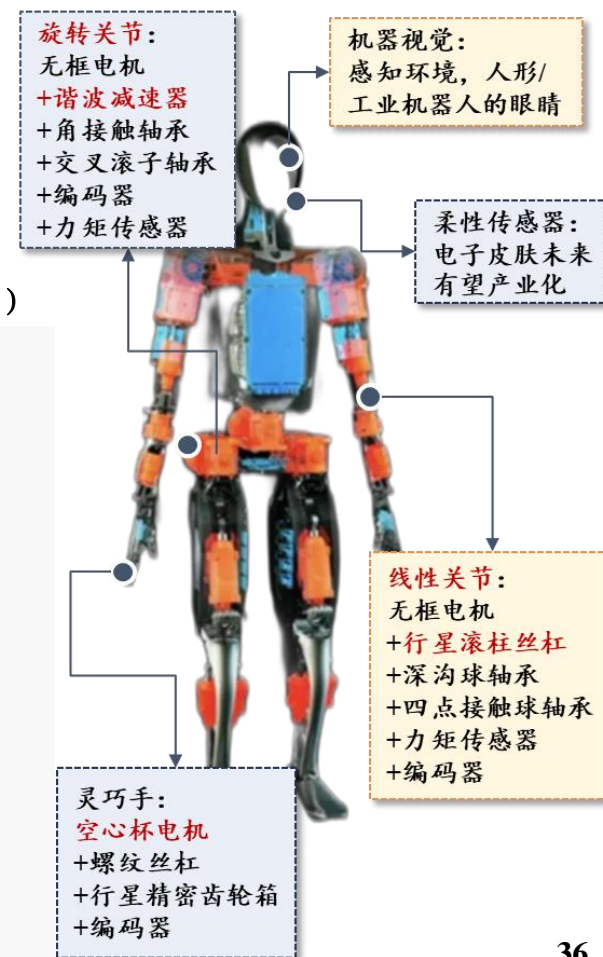 旋转关节：
无框电机
+谐波减速器
+角接触轴承
+交叉滚子轴承
+编码器
+力矩传感器
机器视觉：
感知环境，人形/
工业机器人的眼睛
柔性传感器：
电子皮肤未来
有望产业化
）
线性关节：
无框电机
+行星滚柱丝杠
+深沟球轴承
+四点接触球轴承
+力矩传感器
+编码器
灵巧手：
空心杯电机
+螺纹丝杠
+行星精密齿轮箱
+编码器
36